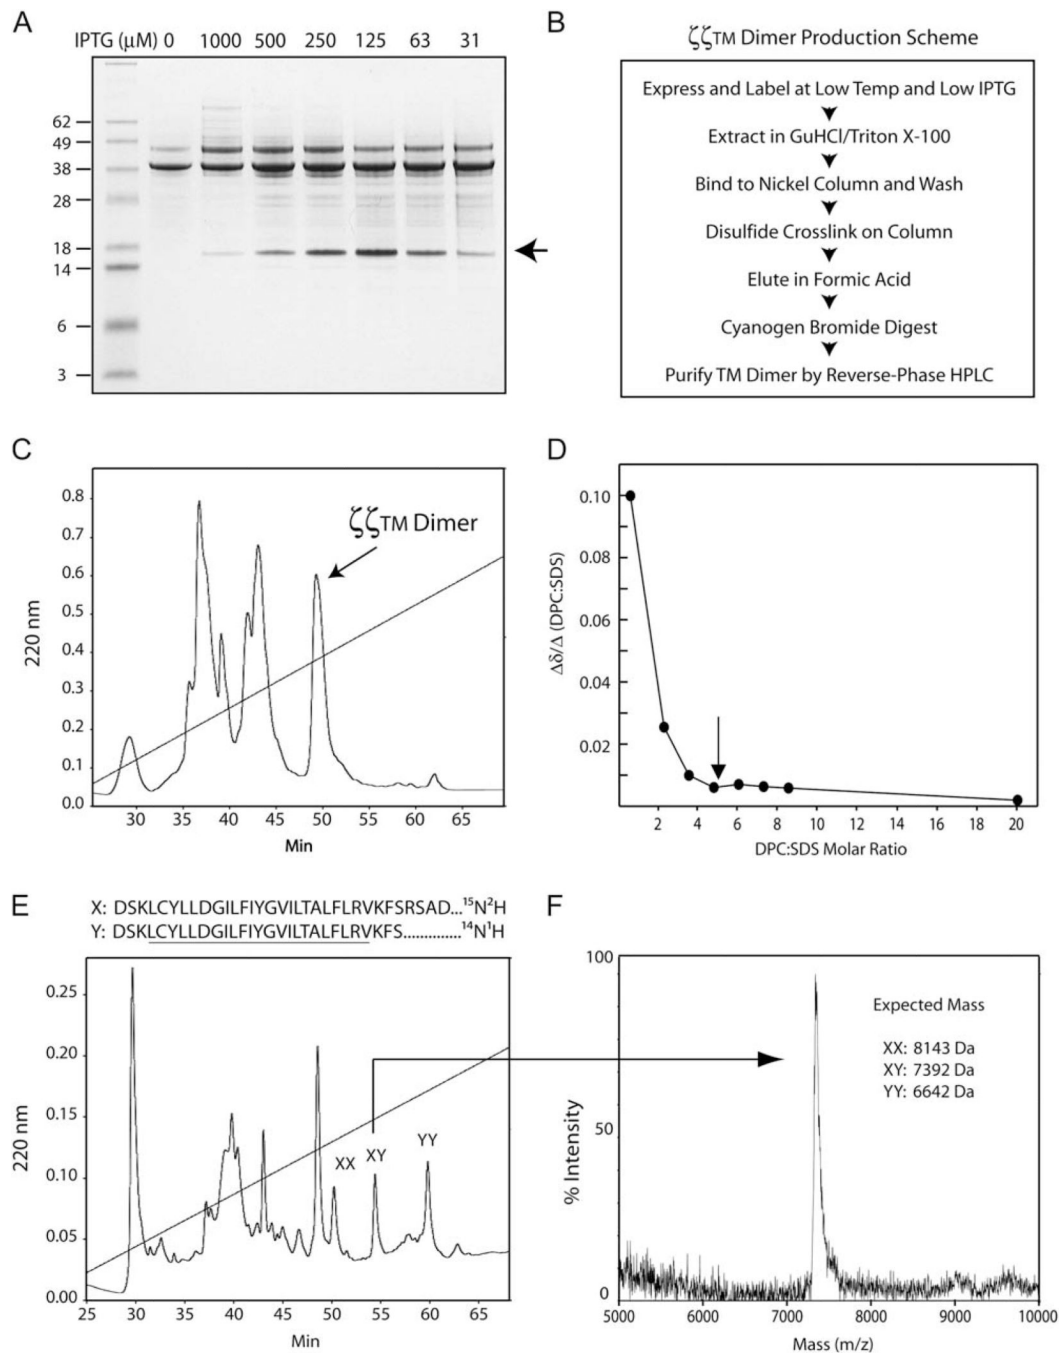 A
IPTG (µM) 0 1000 500 250 125 63 31
62
49
38
28
18
14
6
3
B
ζζTM Dimer Production Scheme
Express and Label at Low Temp and Low IPTG
Extract in GuHCl/Triton X-100
Bind to Nickel Column and Wash
Disulfide Crosslink on Column
Elute in Formic Acid
Cyanogen Bromide Digest
Purify TM Dimer by Reverse-Phase HPLC
C
220 nm
0.8
0.7
0.6
0.5
0.4
0.3
0.2
0.1
0.0
ζζTM Dimer
30 35 40 45 50 55 60 65
Min
D
Δδ/Δ (DPC:SDS)
0.10
0.08
0.06
0.04
0.02
2 4 6 8 10 12 14 16 18 20
DPC:SDS Molar Ratio
E
X: DSKLCYLLDGILFIYGVILTALFLRVKFSRSAD...¹⁵N²H
Y: DSKLCYLLDGILFIYGVILTALFLRVKFS..............¹⁴N¹H
220 nm
0.25
0.20
0.15
0.10
0.05
0.00
XX
XY
YY
25 30 35 40 45 50 55 60 65
Min
F
% Intensity
100
50
0
Expected Mass
XX: 8143 Da
XY: 7392 Da
YY: 6642 Da
5000 6000 7000 8000 9000 10000
Mass (m/z)